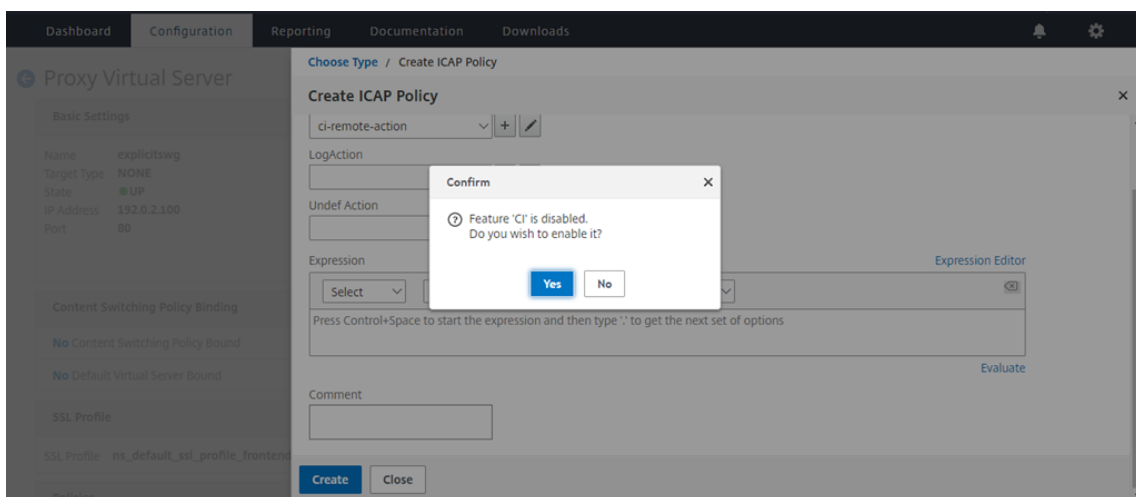 Dashboard Configuration Reporting Documentation Downloads
Proxy Virtual Server
Basic Settings
Name explicitswg
Target Type NONE
State UP
IP Address 192.0.2.100
Port 80
Content Switching Policy Binding
No Content Switching Policy Bound
No Default Virtual Server Bound
SSL Profile
SSL Profile ns_default_ssl_profile_frontend
Choose Type / Create ICAP Policy
Create ICAP Policy
ci-remote-action
LogAction
Undef Action
Expression
Expression Editor
Select
Press Control+Space to start the expression and then type '.' to get the next set of options
Evaluate
Comment
Create Close
Confirm
Feature 'CI' is disabled.
Do you wish to enable it?
Yes No